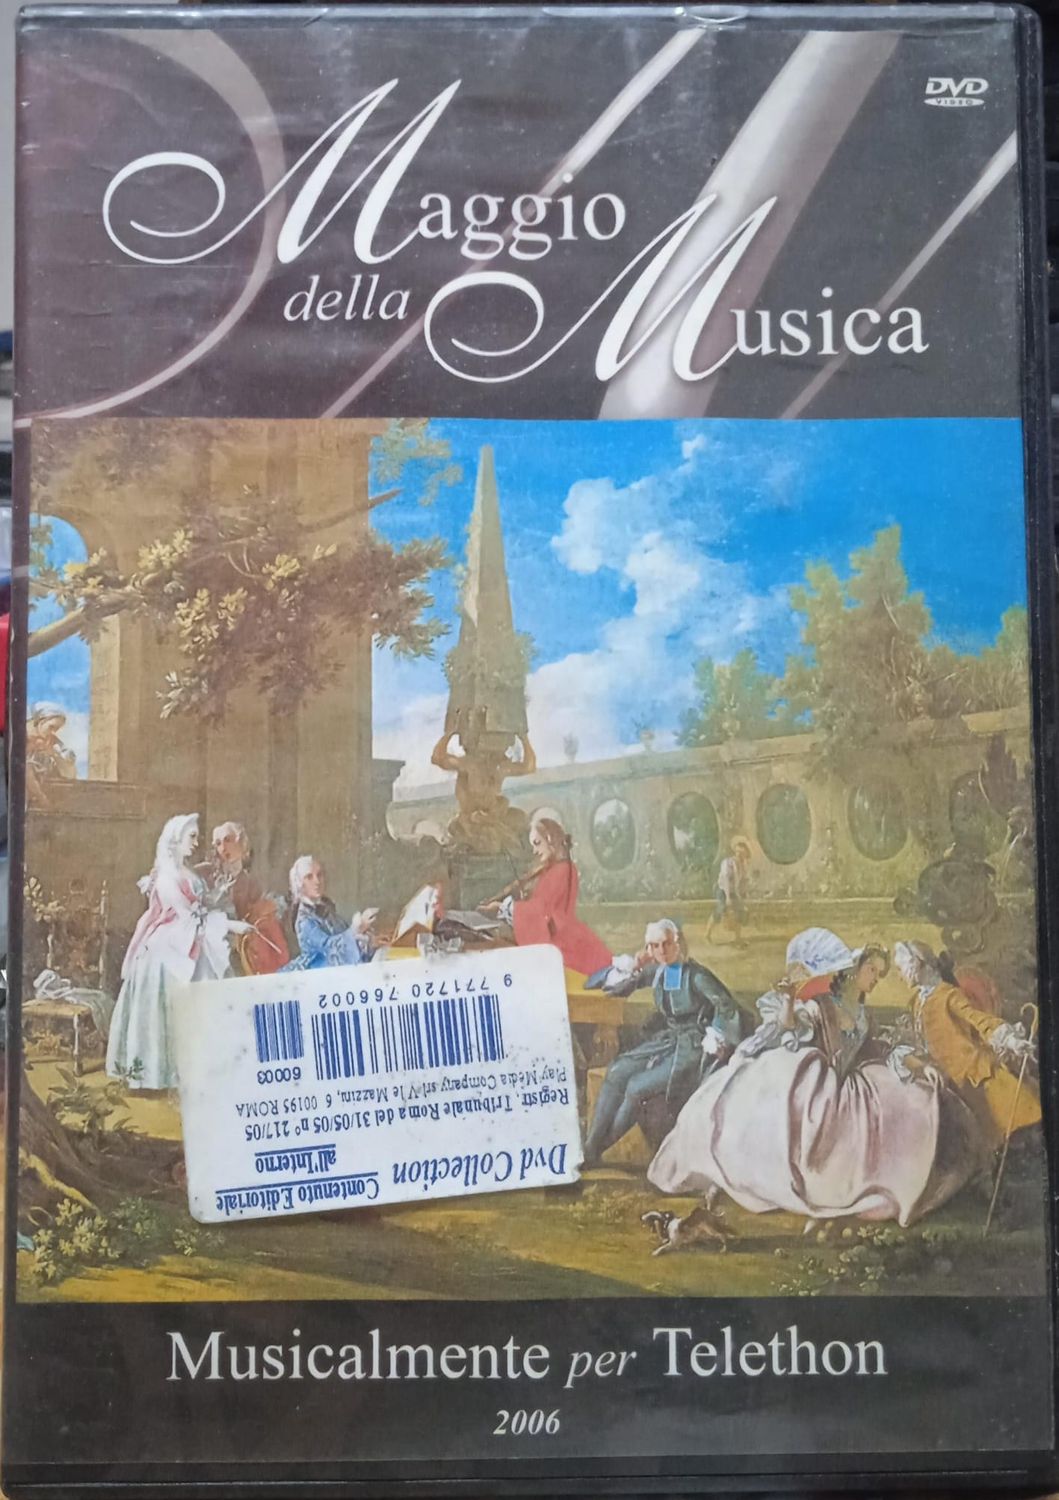 DVD
VIDEO
Maggio
della Musica
Dvd Collection Contenuto Editoriale
all'Interno
Registr. Tribunale Roma del 31/05/05 n° 217/05
Play Media Company srl V.le Mazzini, 6 00195 ROMA
60003
9 771720 766002
Musicalmente per Telethon
2006